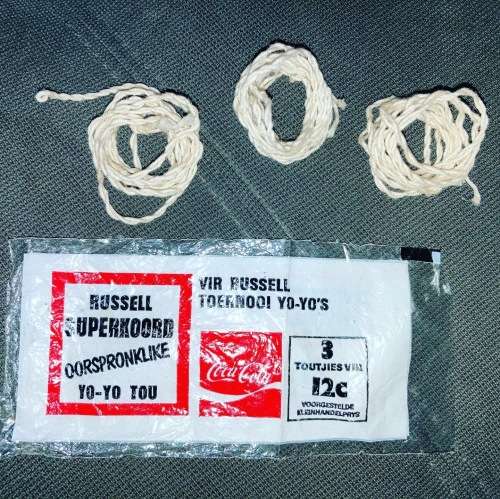 RUSSELL
SUPERKOORD
OORSPRONKLIKE
YO-YO TOU
VIR RUSSELL
TOERNOOI YO-YO'S
Coca-Cola
3
TOUTJIES VIR
12c
VOORGESTELDE
KLEINHANDELPRYS